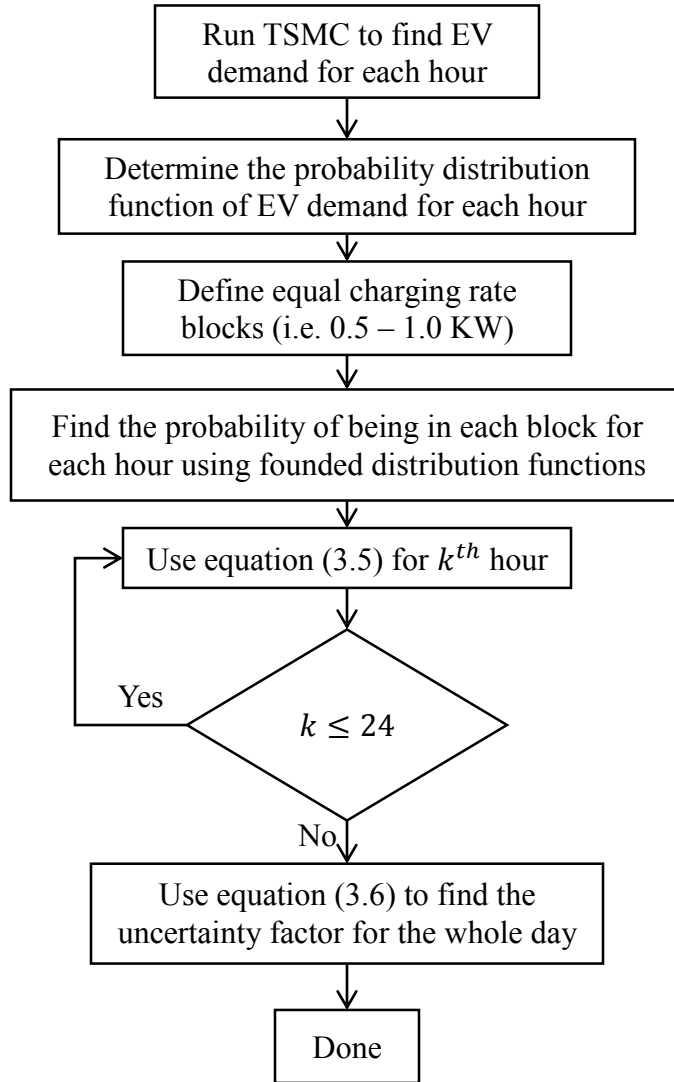 Run TSMC to find EV
demand for each hour
Determine the probability distribution
function of EV demand for each hour
Define equal charging rate
blocks (i.e. 0.5 – 1.0 KW)
Find the probability of being in each block for
each hour using founded distribution functions
Use equation (3.5) for k^{th} hour
Yes
k ≤ 24
No
Use equation (3.6) to find the
uncertainty factor for the whole day
Done